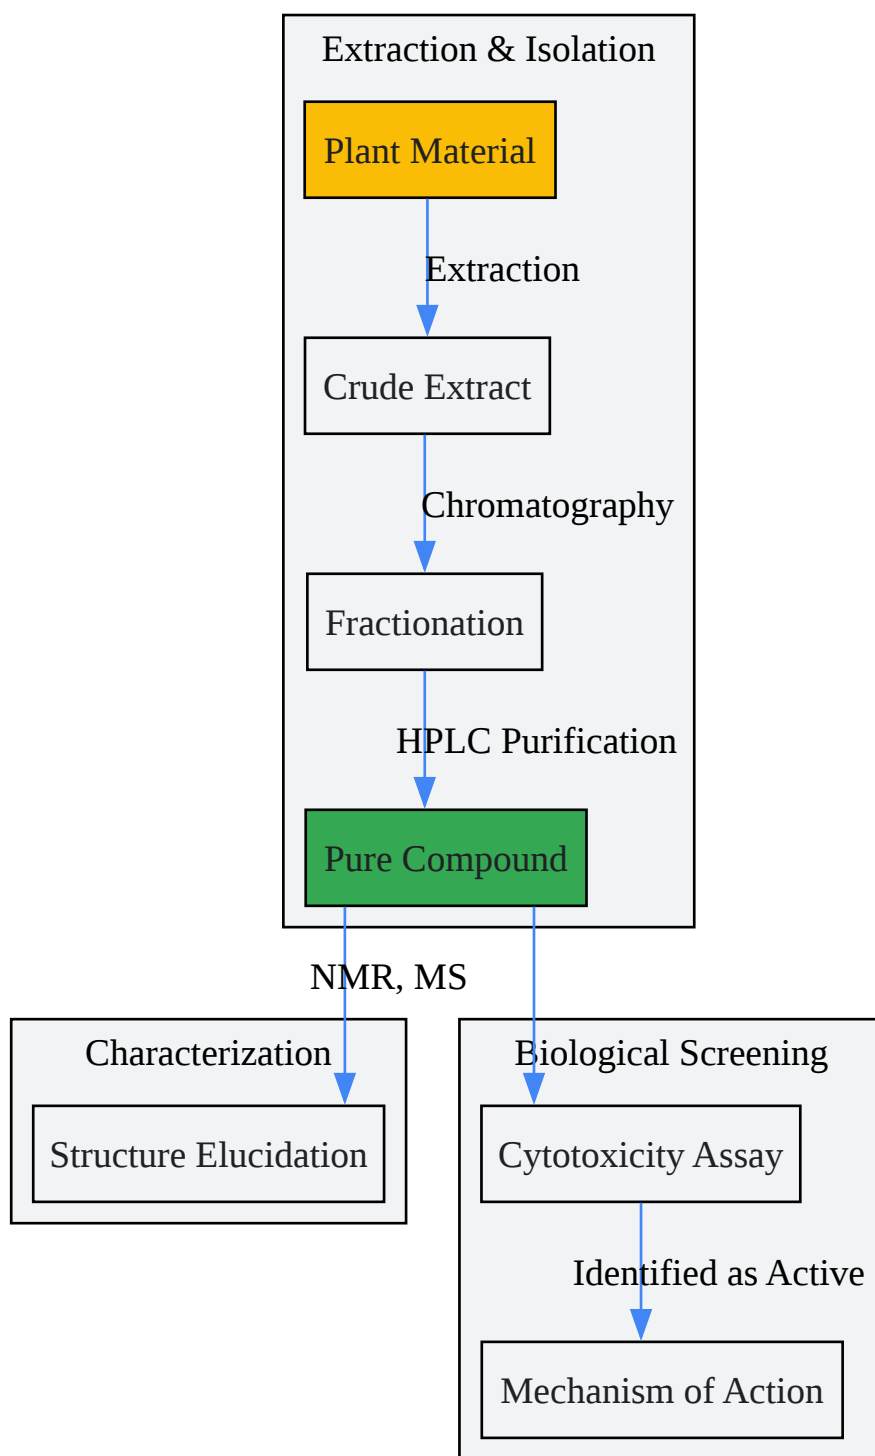 Extraction & Isolation
Plant Material
Extraction
Crude Extract
Chromatography
Fractionation
HPLC Purification
Pure Compound
NMR, MS
Characterization
Structure Elucidation
Biological Screening
Cytotoxicity Assay
Identified as Active
Mechanism of Action